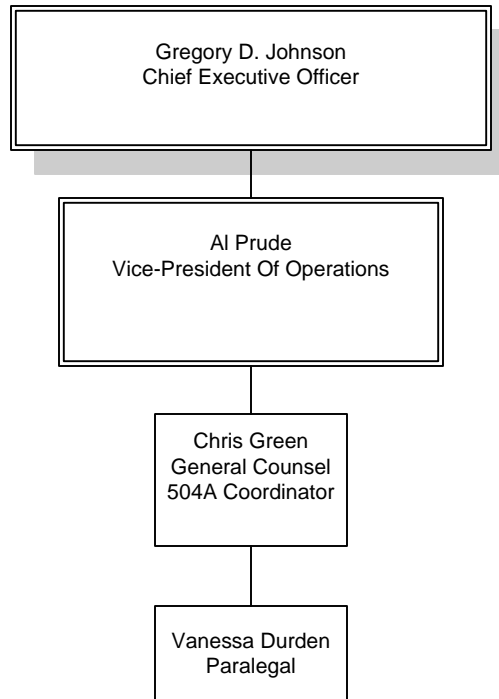 Gregory D. Johnson
Chief Executive Officer
Al Prude
Vice-President Of Operations
Chris Green
General Counsel
504A Coordinator
Vanessa Durden
Paralegal